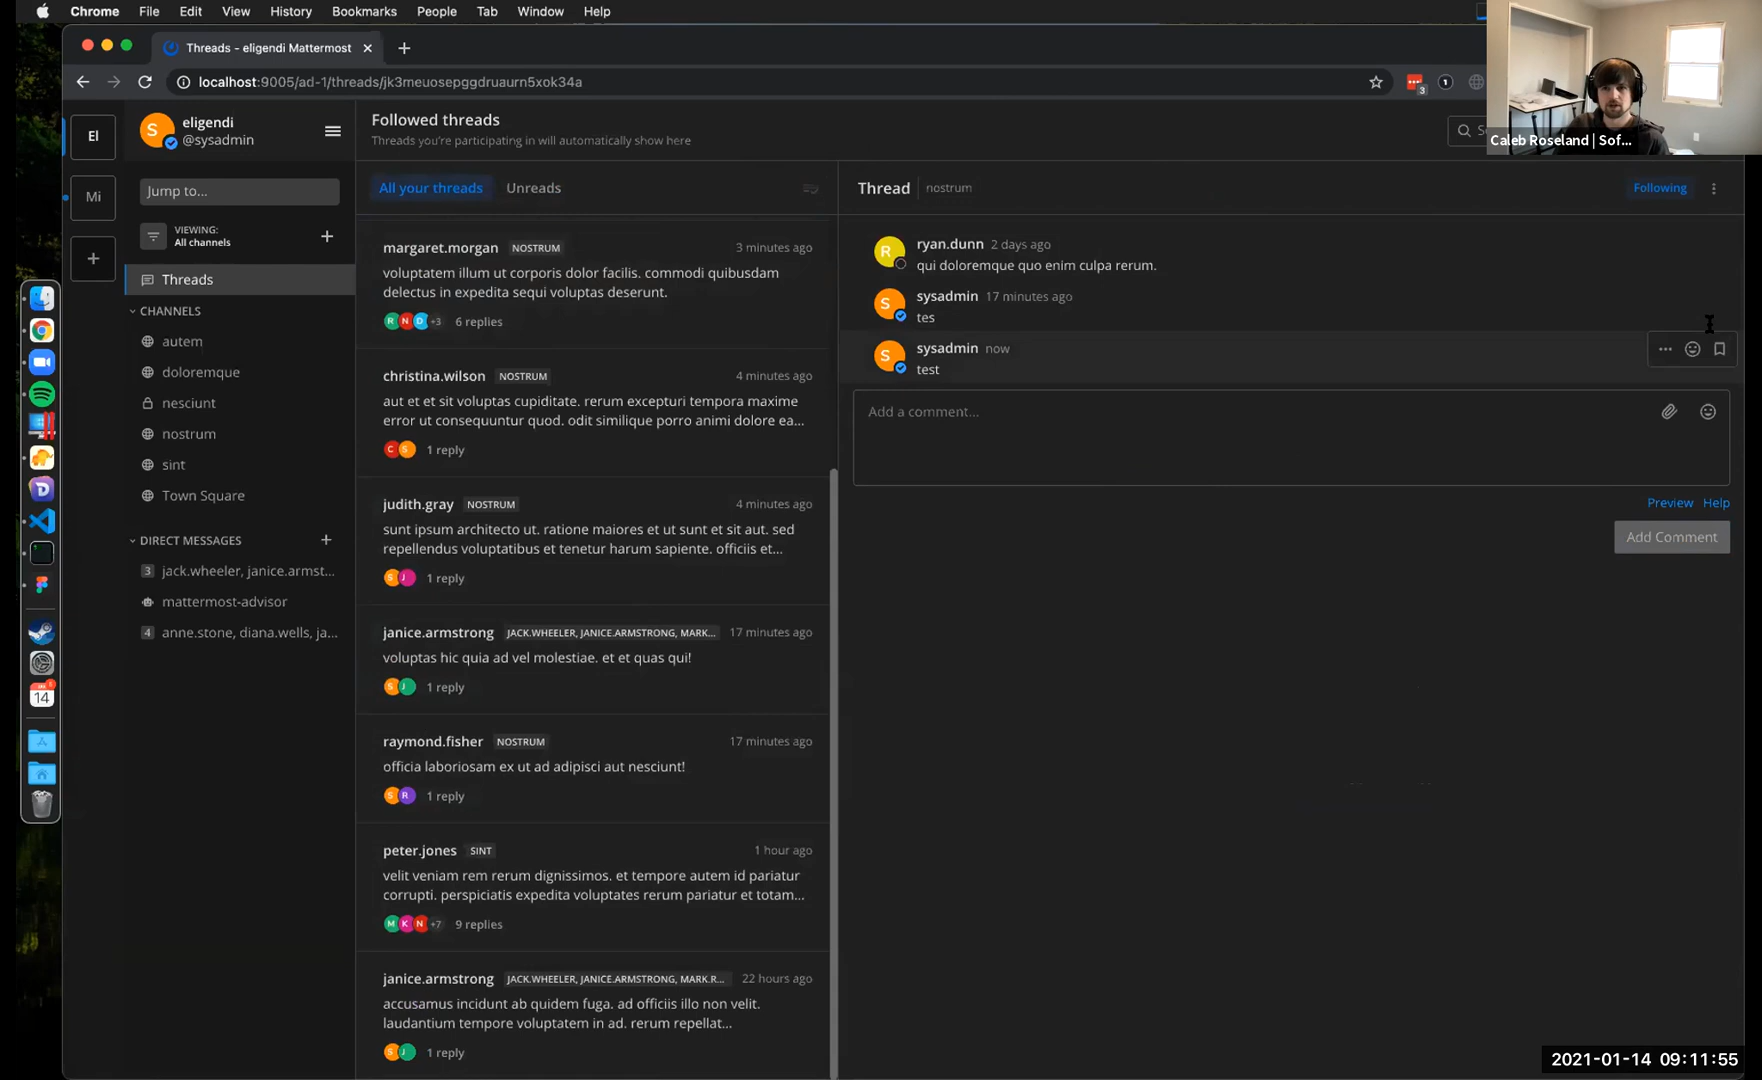 Chrome File Edit View History Bookmarks People Tab Window Help
Threads - eligendi Mattermost
localhost:9005/ad-1/threads/jk3meuosepggdruaurn5xok34a
3
1
Caleb Roseland | Sof...
El
Mi
S
eligendi
@sysadmin
Jump to...
VIEWING:
All channels
Threads
CHANNELS
autem
doloremque
nesciunt
nostrum
sint
Town Square
DIRECT MESSAGES
3 jack.wheeler, janice.armst...
mattermost-advisor
4 anne.stone, diana.wells, ja...
14
Followed threads
Threads you're participating in will automatically show here
All your threads Unreads
margaret.morgan NOSTRUM 3 minutes ago
voluptatem illum ut corporis dolor facilis. commodi quibusdam
delectus in expedita sequi voluptas deserunt.
R N D +3 6 replies
christina.wilson NOSTRUM 4 minutes ago
aut et et sit voluptas cupiditate. rerum excepturi tempora maxime
error ut consequuntur quod. odit similique porro animi dolore ea...
C S 1 reply
judith.gray NOSTRUM 4 minutes ago
sunt ipsum architecto ut. ratione maiores et ut sunt et sit aut. sed
repellendus voluptatibus et tenetur harum sapiente. officiis et...
S J 1 reply
janice.armstrong JACK.WHEELER, JANICE.ARMSTRONG, MARK... 17 minutes ago
voluptas hic quia ad vel molestiae. et et quas qui!
S J 1 reply
raymond.fisher NOSTRUM 17 minutes ago
officia laboriosam ex ut ad adipisci aut nesciunt!
S R 1 reply
peter.jones SINT 1 hour ago
velit veniam rem rerum dignissimos. et tempore autem id pariatur
corrupti. perspiciatis expedita voluptates rerum pariatur et totam...
M K N +7 9 replies
janice.armstrong JACK.WHEELER, JANICE.ARMSTRONG, MARK.R... 22 hours ago
accusamus incidunt ab quidem fuga. ad officiis illo non velit.
laudantium tempore voluptatem in ad. rerum repellat...
S J 1 reply
Thread nostrum Following
R ryan.dunn 2 days ago
qui doloremque quo enim culpa rerum.
S sysadmin 17 minutes ago
tes
S sysadmin now
test
Add a comment...
Preview Help
Add Comment
2021-01-14 09:11:55